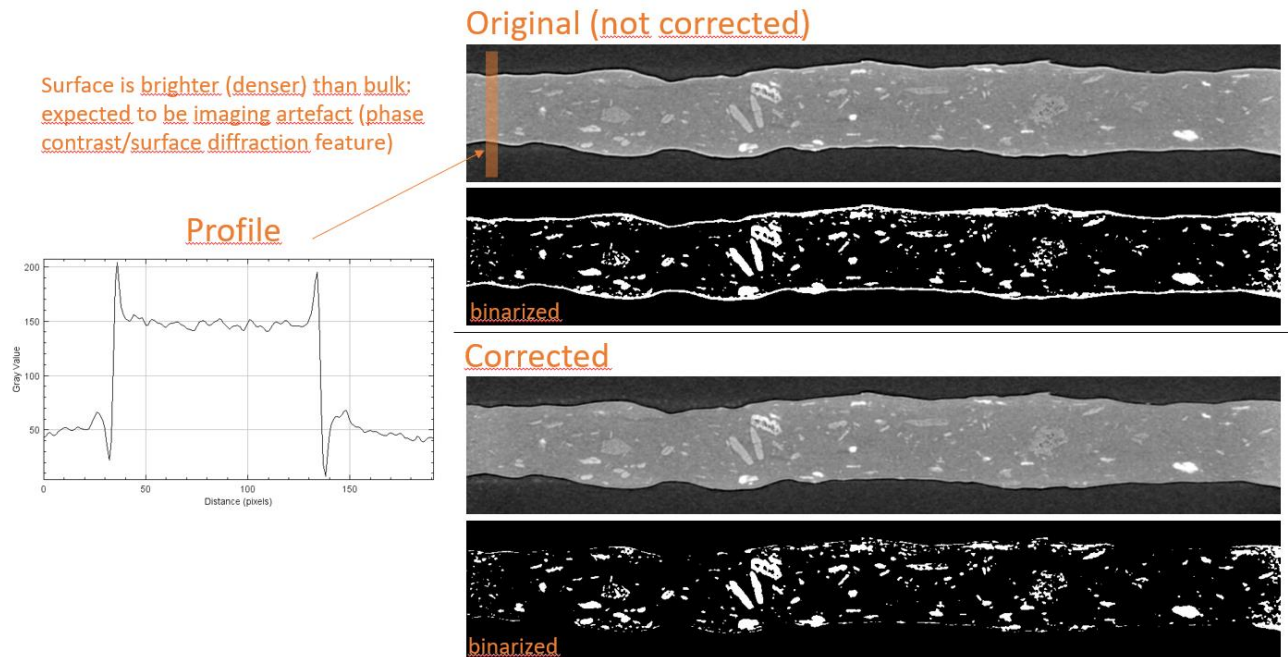 Original (not corrected)
Surface is brighter (denser) than bulk:
expected to be imaging artefact (phase
contrast/surface diffraction feature)
Profile
binarized
Corrected
binarized
200
150
100
50
Gray Value
0
50
100
150
Distance (pixels)